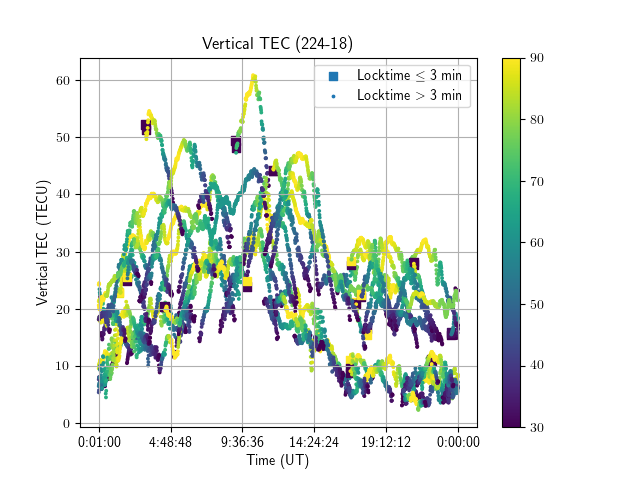 Vertical TEC (224-18)
Locktime ≤ 3 min
Locktime > 3 min
Vertical TEC (TECU)
60
50
40
30
20
10
0
0:01:00 4:48:48 9:36:36 14:24:24 19:12:12 0:00:00
Time (UT)
90
80
70
60
50
40
30